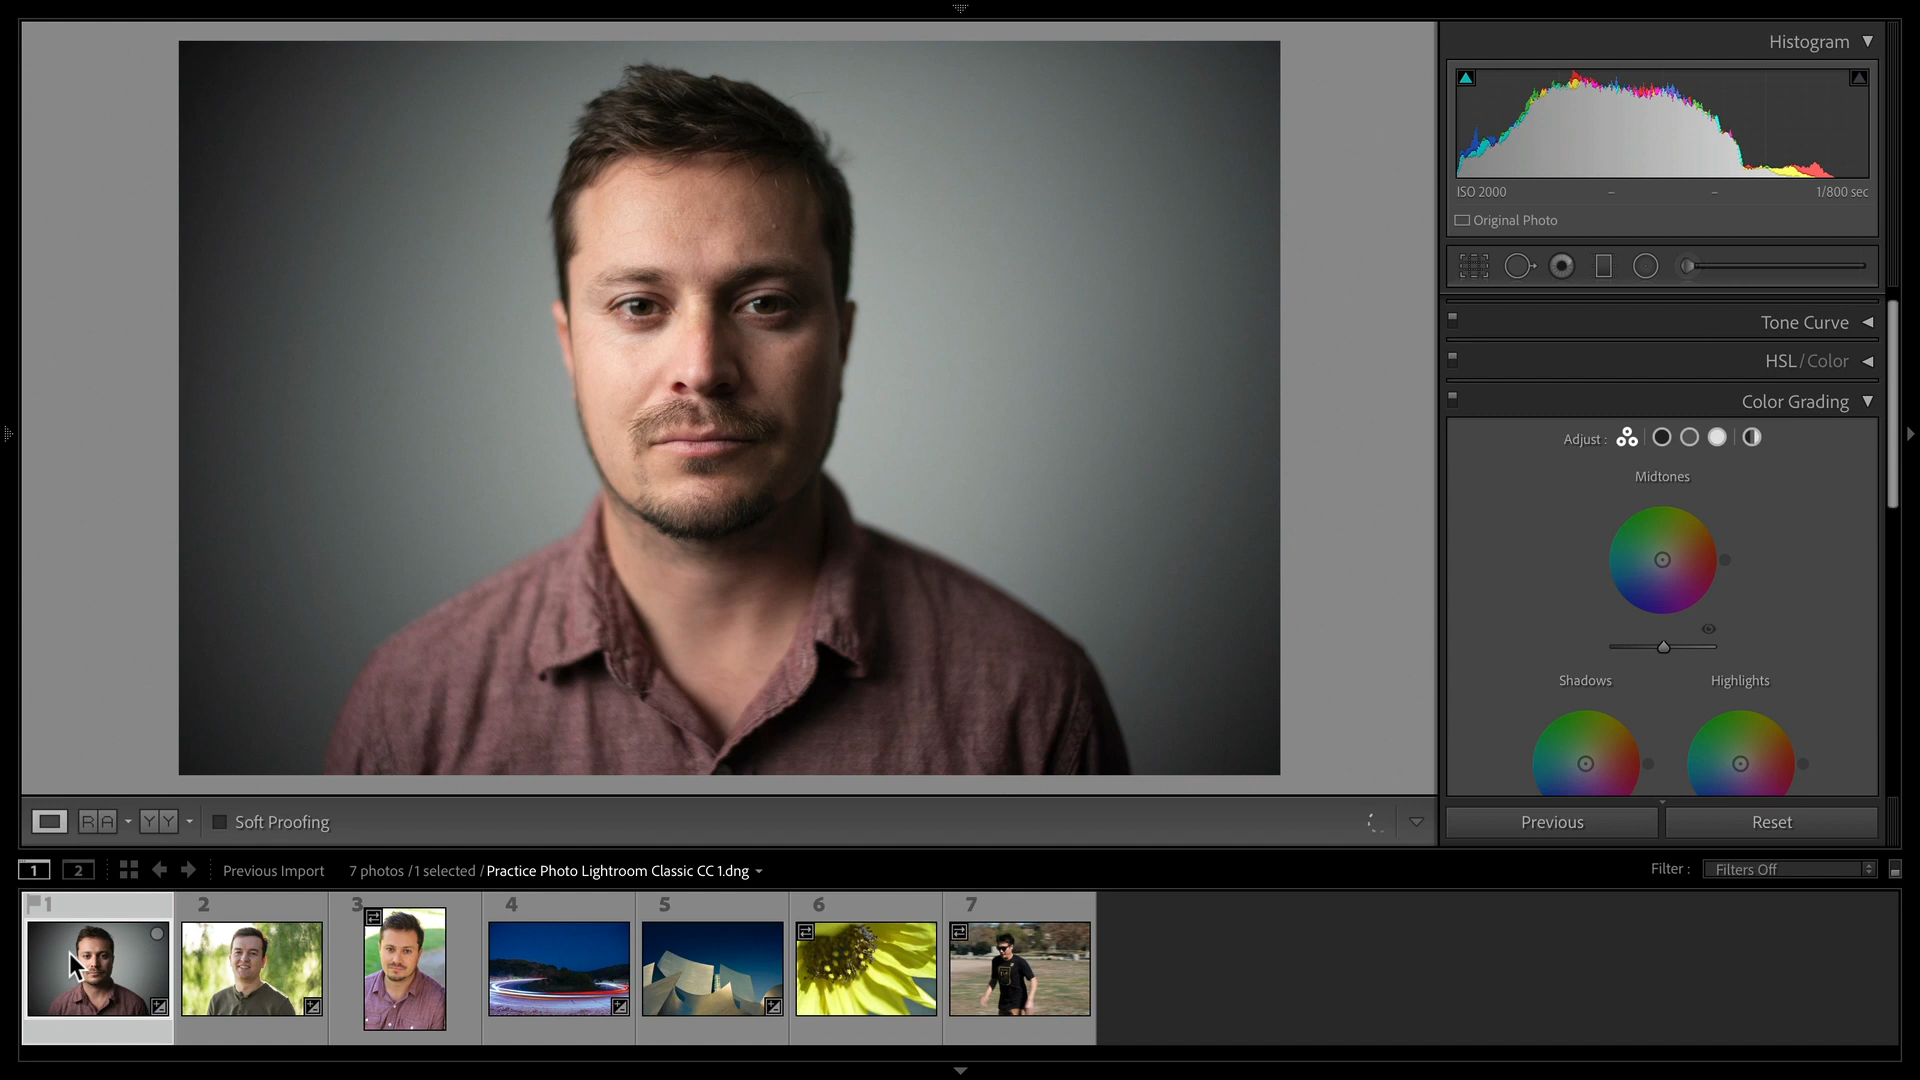 Histogram
ISO 2000 – – 1/800 sec
Original Photo
Tone Curve
HSL / Color
Color Grading
Adjust :
Midtones
Shadows Highlights
Previous Reset
R A Y Y Soft Proofing
1 2 Previous Import 7 photos / 1 selected / Practice Photo Lightroom Classic CC 1.dng Filter : Filters Off
1 2 3 4 5 6 7